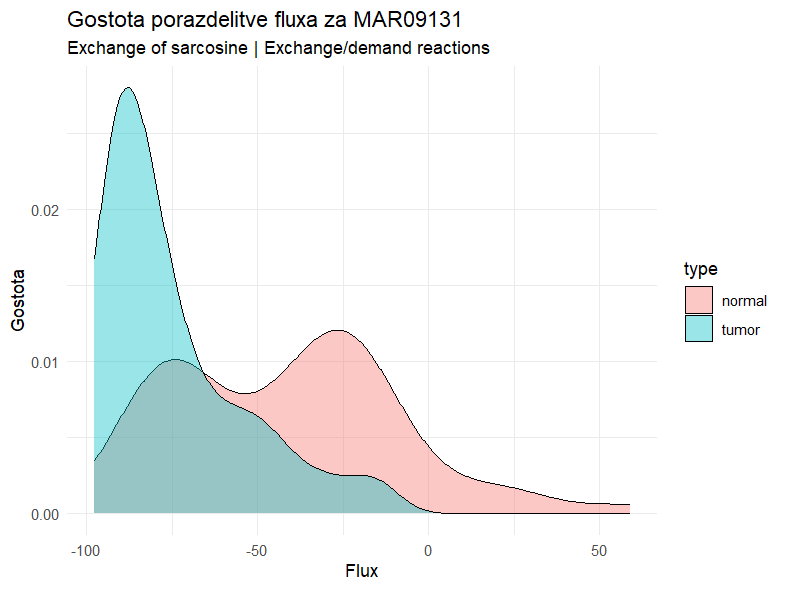 Gostota porazdelitve fluxa za MAR09131
Exchange of sarcosine | Exchange/demand reactions
Gostota
0.02
0.01
0.00
-100
-50
0
50
Flux
type
normal
tumor